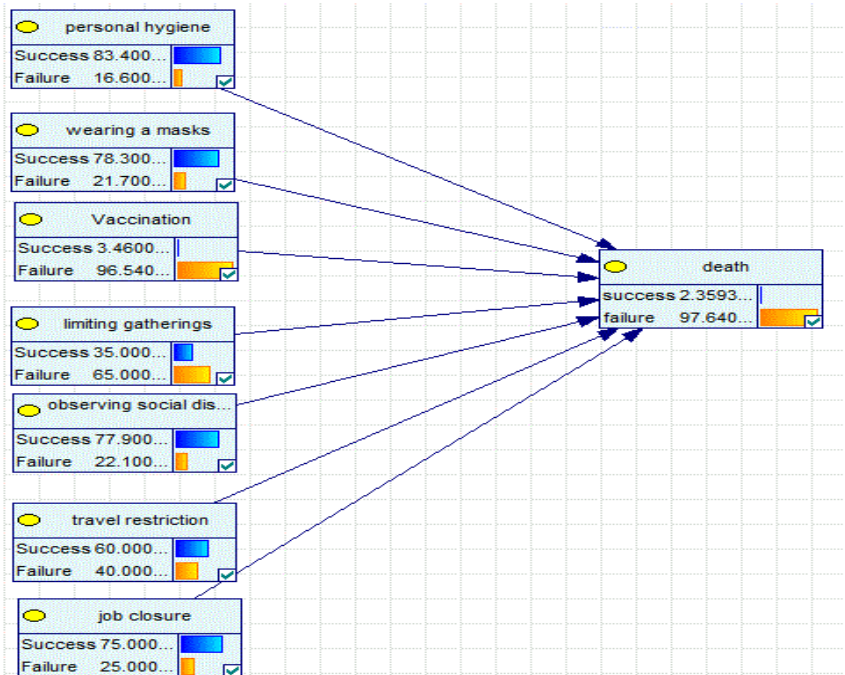 personal hygiene
Success 83.400...
Failure 16.600...
wearing a masks
Success 78.300...
Failure 21.700...
Vaccination
Success 3.4600...
Failure 96.540...
limiting gatherings
Success 35.000...
Failure 65.000...
observing social dis...
Success 77.900...
Failure 22.100...
travel restriction
Success 60.000...
Failure 40.000...
job closure
Success 75.000...
Failure 25.000...
death
success 2.3593...
failure 97.640...